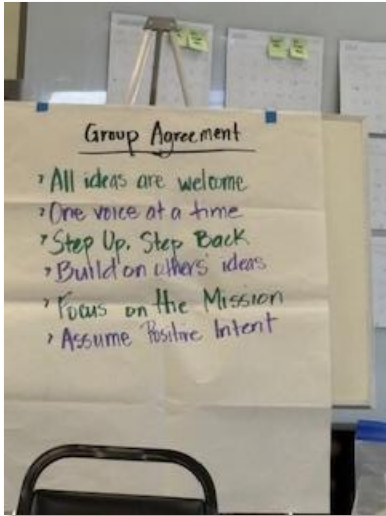 Group Agreement
All ideas are welcome
One voice at a time
Step Up, Step Back
Build on others' ideas
Focus on the Mission
Assume Positive Intent